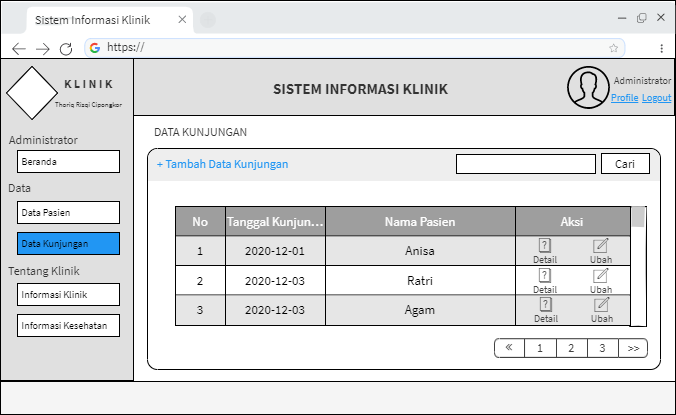 Sistem Informasi Klinik
https://
KLINIK
Thoriq Rizqi Cipongkor
SISTEM INFORMASI KLINIK
Administrator
Profile Logout
Administrator
Beranda
Data
Data Pasien
Data Kunjungan
Tentang Klinik
Informasi Klinik
Informasi Kesehatan
DATA KUNJUNGAN
+ Tambah Data Kunjungan
Cari
No Tanggal Kunjun... Nama Pasien Aksi
1 2020-12-01 Anisa Detail Ubah
2 2020-12-03 Ratri Detail Ubah
3 2020-12-03 Agam Detail Ubah
« 1 2 3 >>